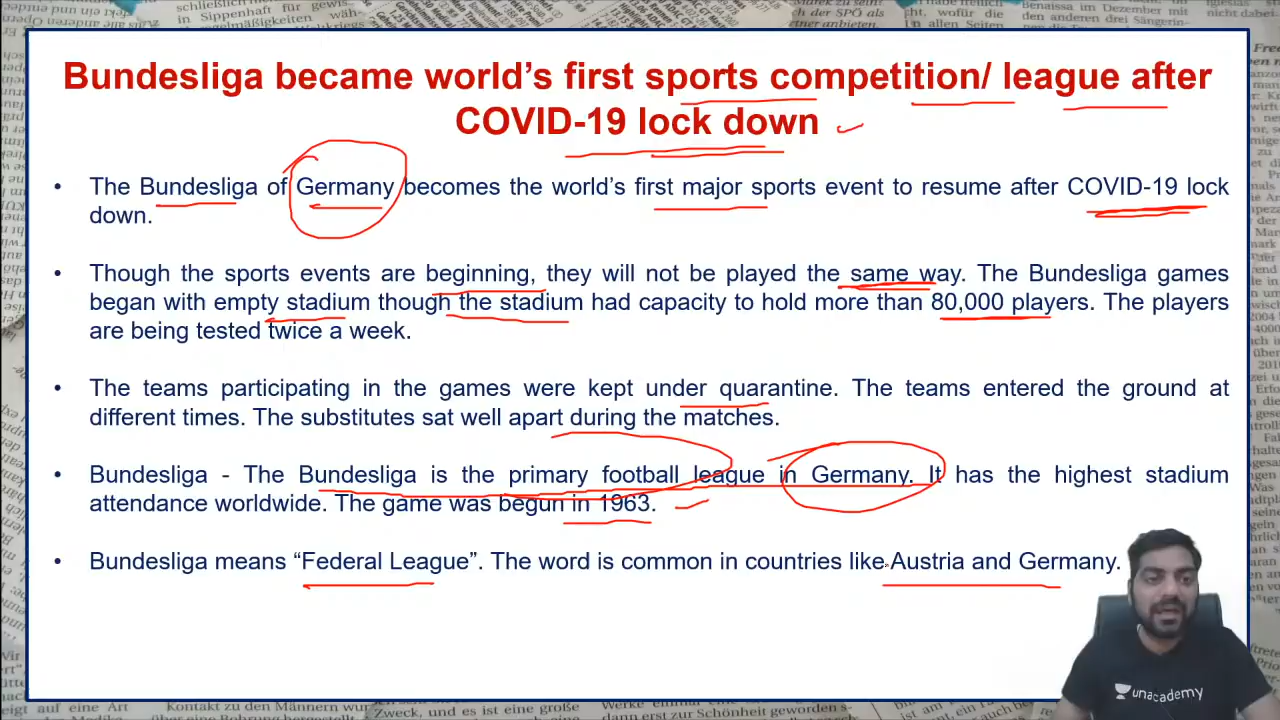 Bundesliga became world's first sports competition/ league after
COVID-19 lock down
• The Bundesliga of Germany becomes the world's first major sports event to resume after COVID-19 lock
down.
• Though the sports events are beginning, they will not be played the same way. The Bundesliga games
began with empty stadium though the stadium had capacity to hold more than 80,000 players. The players
are being tested twice a week.
• The teams participating in the games were kept under quarantine. The teams entered the ground at
different times. The substitutes sat well apart during the matches.
• Bundesliga - The Bundesliga is the primary football league in Germany. It has the highest stadium
attendance worldwide. The game was begun in 1963.
• Bundesliga means “Federal League”. The word is common in countries like Austria and Germany.
unacademy